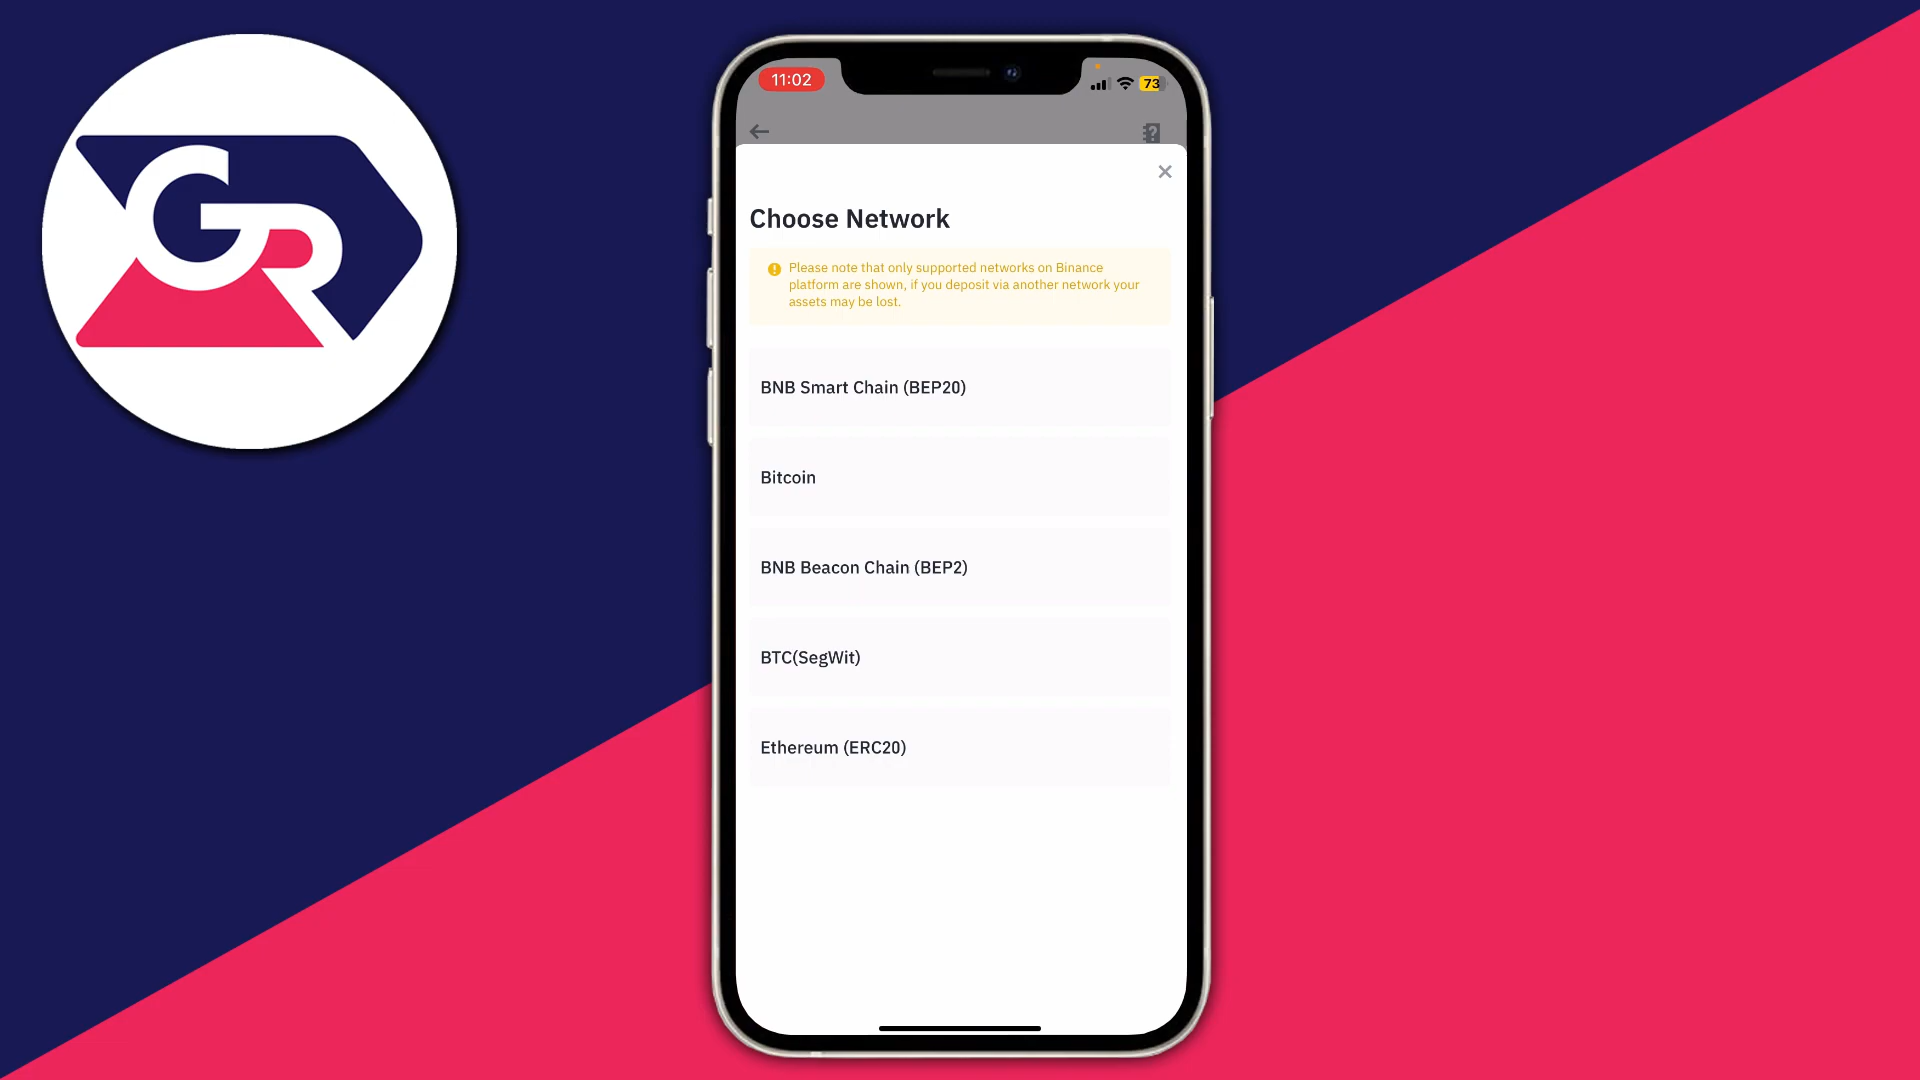 GR
11:02
73
Choose Network
Please note that only supported networks on Binance
platform are shown, if you deposit via another network your
assets may be lost.
BNB Smart Chain (BEP20)
Bitcoin
BNB Beacon Chain (BEP2)
BTC(SegWit)
Ethereum (ERC20)